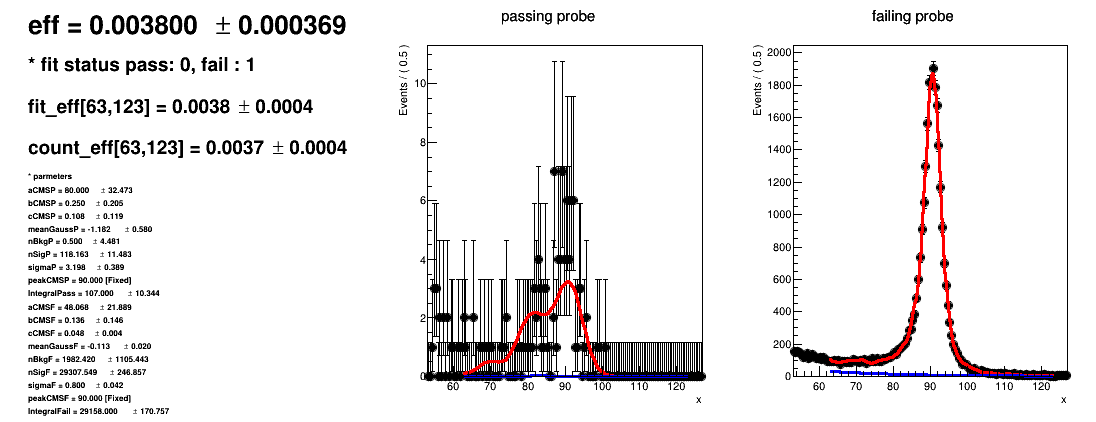 eff = 0.003800 ± 0.000369
* fit status pass: 0, fail : 1
fit_eff[63,123] = 0.0038 ± 0.0004
count_eff[63,123] = 0.0037 ± 0.0004
* parmeters
aCMSP = 80.000 ± 32.473
bCMSP = 0.250 ± 0.205
cCMSP = 0.108 ± 0.119
meanGaussP = -1.182 ± 0.580
nBkgP = 0.500 ± 4.481
nSigP = 118.163 ± 11.483
sigmaP = 3.198 ± 0.389
peakCMSP = 90.000 [Fixed]
IntegralPass = 107.000 ± 10.344
aCMSF = 48.068 ± 21.889
bCMSF = 0.136 ± 0.146
cCMSF = 0.048 ± 0.004
meanGaussF = -0.113 ± 0.020
nBkgF = 1982.420 ± 1105.443
nSigF = 29307.549 ± 246.857
sigmaF = 0.800 ± 0.042
peakCMSF = 90.000 [Fixed]
IntegralFail = 29158.000 ± 170.757
passing probe
Events / ( 0.5 )
10
8
6
4
2
0
60 70 80 90 100 110 120
x
failing probe
Events / ( 0.5 )
2000
1800
1600
1400
1200
1000
800
600
400
200
0
60 70 80 90 100 110 120
x